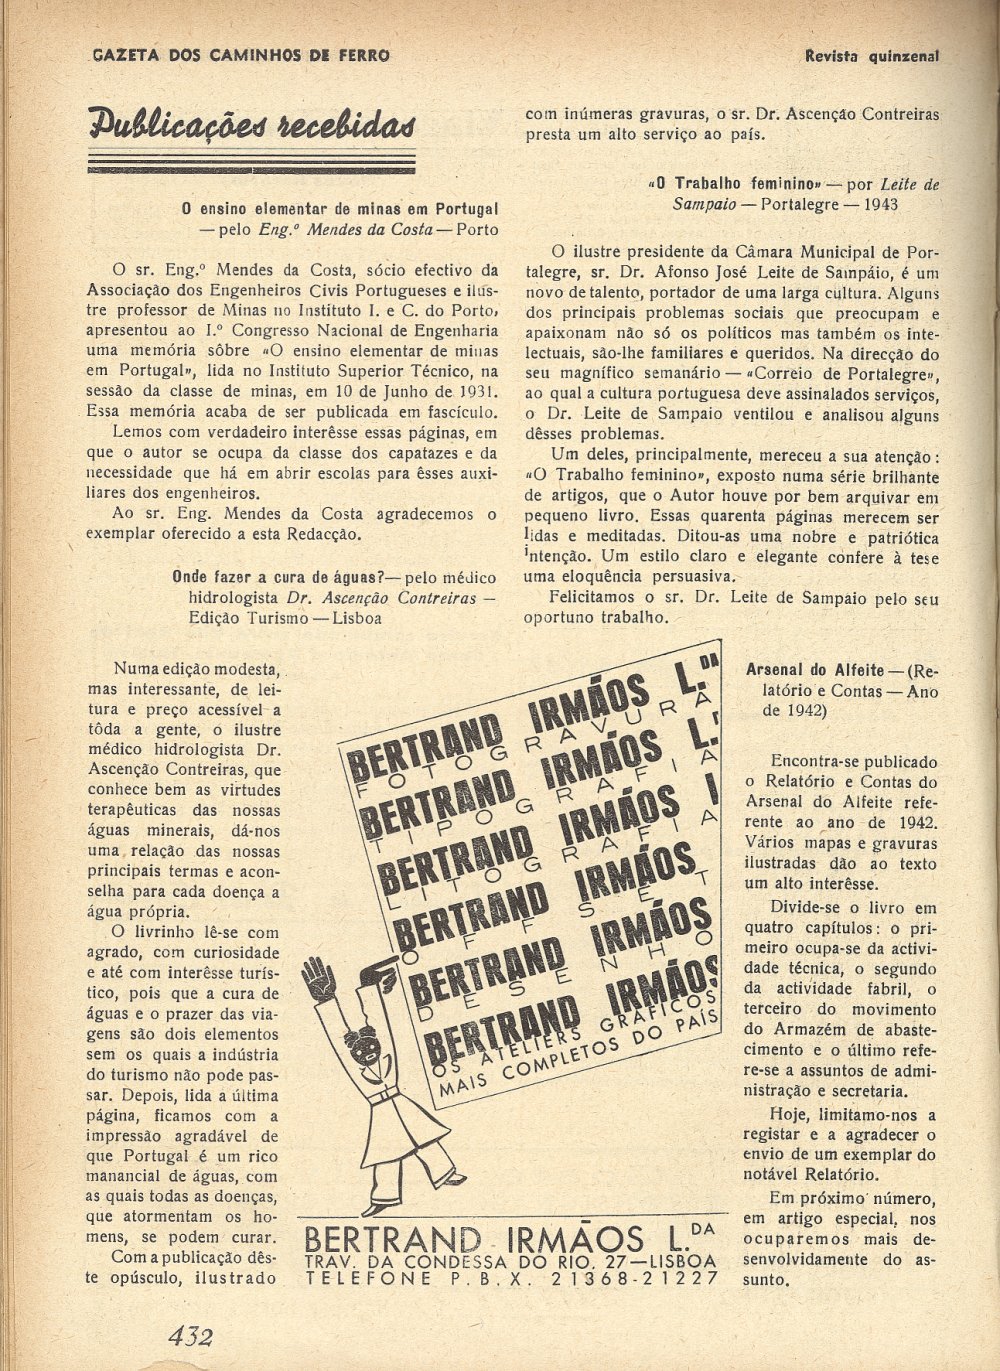 GAZETA DOS CAMINHOS DE FERRO
Revista quinzenal
Publicações recebidas
O ensino elementar de minas em Portugal
— pelo Eng.º Mendes da Costa — Porto
O sr. Eng.º Mendes da Costa, sócio efectivo da
Associação dos Engenheiros Civis Portugueses e ilus-
tre professor de Minas no Instituto I. e C. do Porto,
apresentou ao I.º Congresso Nacional de Engenharia
uma memória sôbre «O ensino elementar de minas
em Portugal», lida no Instituto Superior Técnico, na
sessão da classe de minas, em 10 de Junho de 1931.
Essa memória acaba de ser publicada em fascículo.
Lemos com verdadeiro interêsse essas páginas, em
que o autor se ocupa da classe dos capatazes e da
necessidade que há em abrir escolas para êsses auxi-
liares dos engenheiros.
Ao sr. Eng. Mendes da Costa agradecemos o
exemplar oferecido a esta Redacção.
Onde fazer a cura de águas? — pelo médico
hidrologista Dr. Ascenção Contreiras —
Edição Turismo — Lisboa
Numa edição modesta,
mas interessante, de lei-
tura e preço acessível a
tôda a gente, o ilustre
médico hidrologista Dr.
Ascenção Contreiras, que
conhece bem as virtudes
terapêuticas das nossas
águas minerais, dá-nos
uma relação das nossas
principais termas e acon-
selha para cada doença a
água própria.
O livrinho lê-se com
agrado, com curiosidade
e até com interêsse turís-
tico, pois que a cura de
águas e o prazer das via-
gens são dois elementos
sem os quais a indústria
do turismo não pode pas-
sar. Depois, lida a última
página, ficamos com a
impressão agradável de
que Portugal é um rico
manancial de águas, com
as quais todas as doenças,
que atormentam os ho-
mens, se podem curar.
Com a publicação dês-
te opúsculo, ilustrado
com inúmeras gravuras, o sr. Dr. Ascenção Contreiras
presta um alto serviço ao país.
«O Trabalho feminino» — por Leite de
Sampaio — Portalegre — 1943
O ilustre presidente da Câmara Municipal de Por-
talegre, sr. Dr. Afonso José Leite de Sampáio, é um
novo de talento, portador de uma larga cultura. Alguns
dos principais problemas sociais que preocupam e
apaixonam não só os políticos mas também os inte-
lectuais, são-lhe familiares e queridos. Na direcção do
seu magnífico semanário — «Correio de Portalegre»,
ao qual a cultura portuguesa deve assinalados serviços,
o Dr. Leite de Sampaio ventilou e analisou alguns
dêsses problemas.
Um deles, principalmente, mereceu a sua atenção:
«O Trabalho feminino», exposto numa série brilhante
de artigos, que o Autor houve por bem arquivar em
pequeno livro. Essas quarenta páginas merecem ser
lidas e meditadas. Ditou-as uma nobre e patriótica
intenção. Um estilo claro e elegante confere à tese
uma eloquência persuasiva.
Felicitamos o sr. Dr. Leite de Sampaio pelo seu
oportuno trabalho.
BERTRAND IRMÃOS L.DA
FOTOGRAVURA
BERTRAND IRMÃOS L.
TIPOGRAFIA
BERTRAND IRMÃOS
LITOGRAFIA
BERTRAND IRMÃOS
OFFSET
BERTRAND IRMÃOS
DESENHO
BERTRAND IRMÃOS
OS ATELIERS GRÁFICOS
MAIS COMPLETOS DO PAÍS
BERTRAND IRMÃOS L.DA
TRAV. DA CONDESSA DO RIO, 27 — LISBOA
TELEFONE P. B. X. 21368-21227
Arsenal do Alfeite — (Re-
latório e Contas — Ano
de 1942)
Encontra-se publicado
o Relatório e Contas do
Arsenal do Alfeite refe-
rente ao ano de 1942.
Vários mapas e gravuras
ilustradas dão ao texto
um alto interêsse.
Divide-se o livro em
quatro capítulos: o pri-
meiro ocupa-se da activi-
dade técnica, o segundo
da actividade fabril, o
terceiro do movimento
do Armazém de abaste-
cimento e o último refe-
re-se a assuntos de admi-
nistração e secretaria.
Hoje, limitamo-nos a
registar e a agradecer o
envio de um exemplar do
notável Relatório.
Em próximo número,
em artigo especial, nos
ocuparemos mais de-
senvolvidamente do as-
sunto.
432